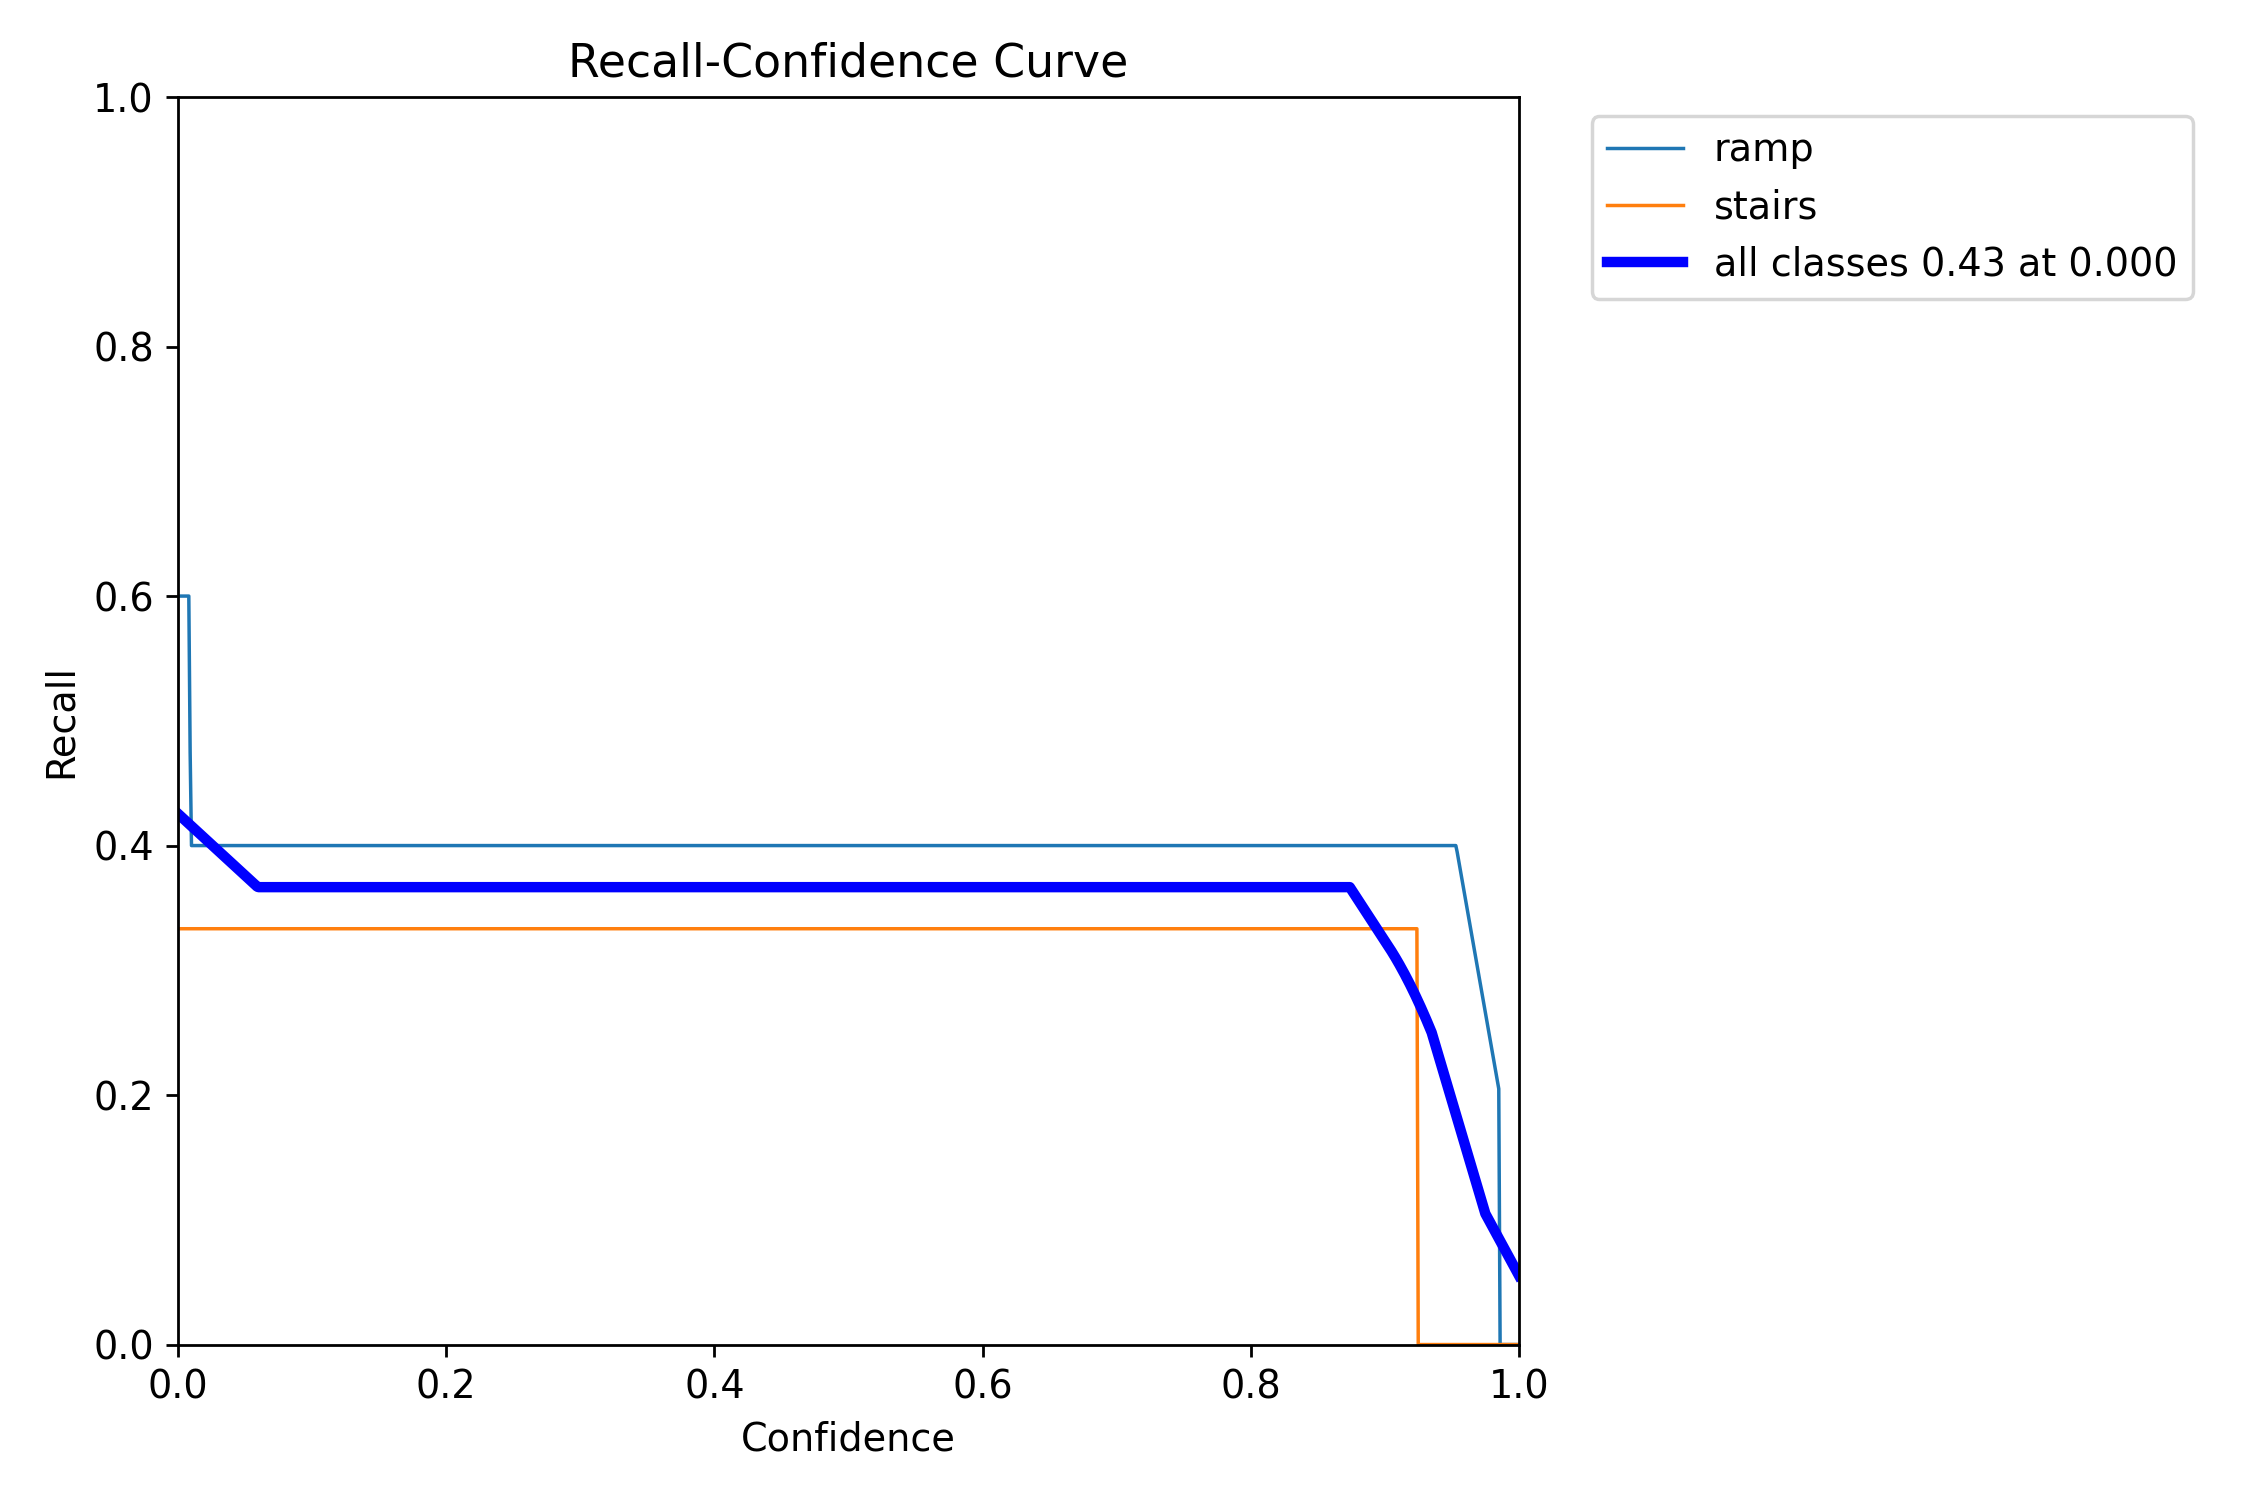 Recall-Confidence Curve
1.0
0.8
0.6
0.4
0.2
0.0
Recall
0.0 0.2 0.4 0.6 0.8 1.0
Confidence
ramp
stairs
all classes 0.43 at 0.000